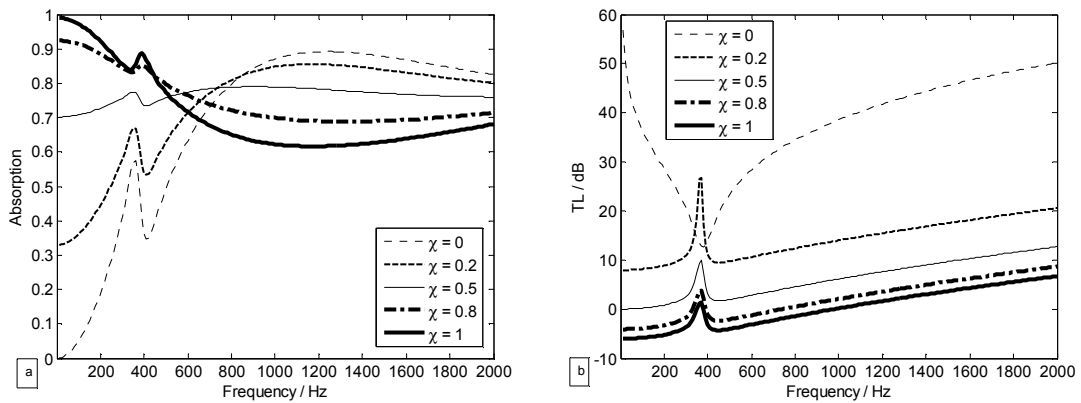 1
0.9
0.8
0.7
0.6
0.5
0.4
0.3
0.2
0.1
0
Absorption
χ = 0
χ = 0.2
χ = 0.5
χ = 0.8
χ = 1
200 400 600 800 1000 1200 1400 1600 1800 2000
Frequency / Hz
a
60
50
40
30
20
10
0
-10
TL / dB
χ = 0
χ = 0.2
χ = 0.5
χ = 0.8
χ = 1
200 400 600 800 1000 1200 1400 1600 1800 2000
Frequency / Hz
b